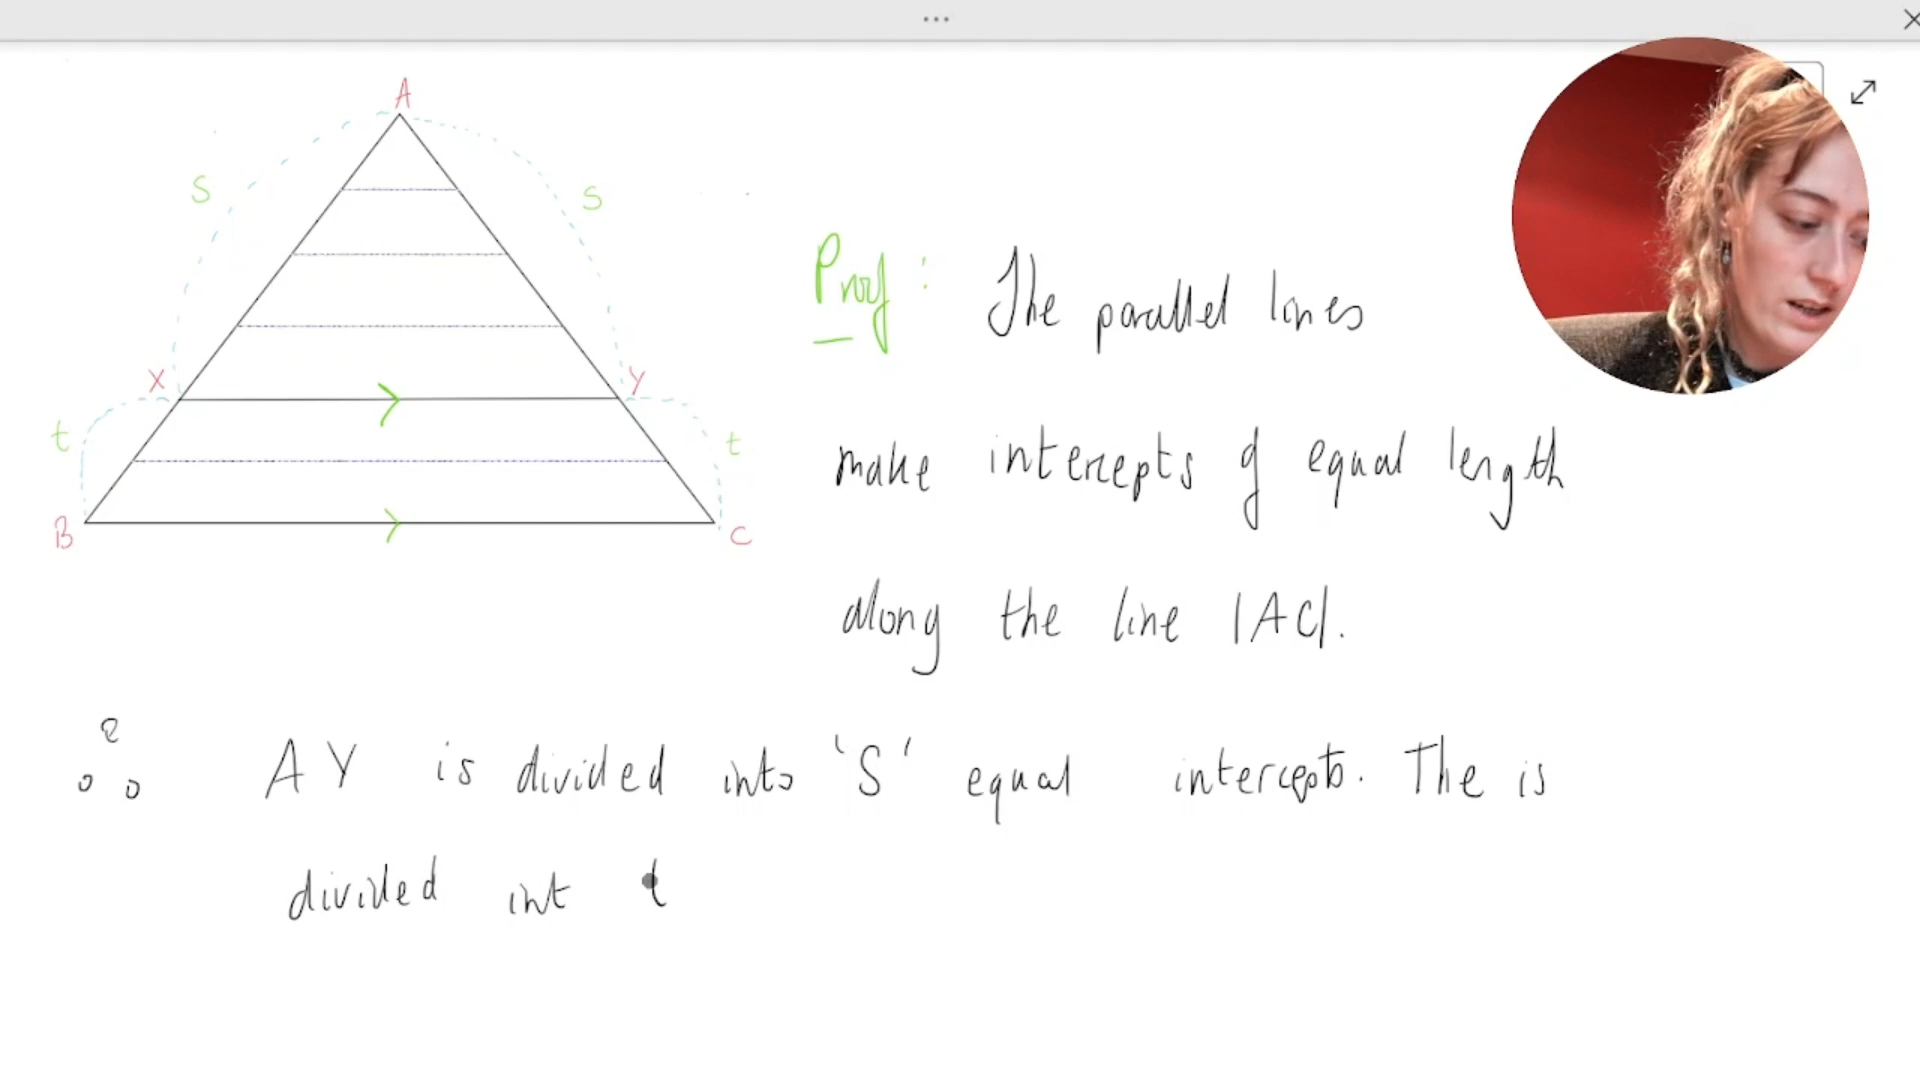 A
S
S
Proof : The parallel lines
X
Y
t
t
make intercepts of equal length
B
C
along the line |AC|.
∴ AY is divided into 'S' equal intercepts. The is
divided int t